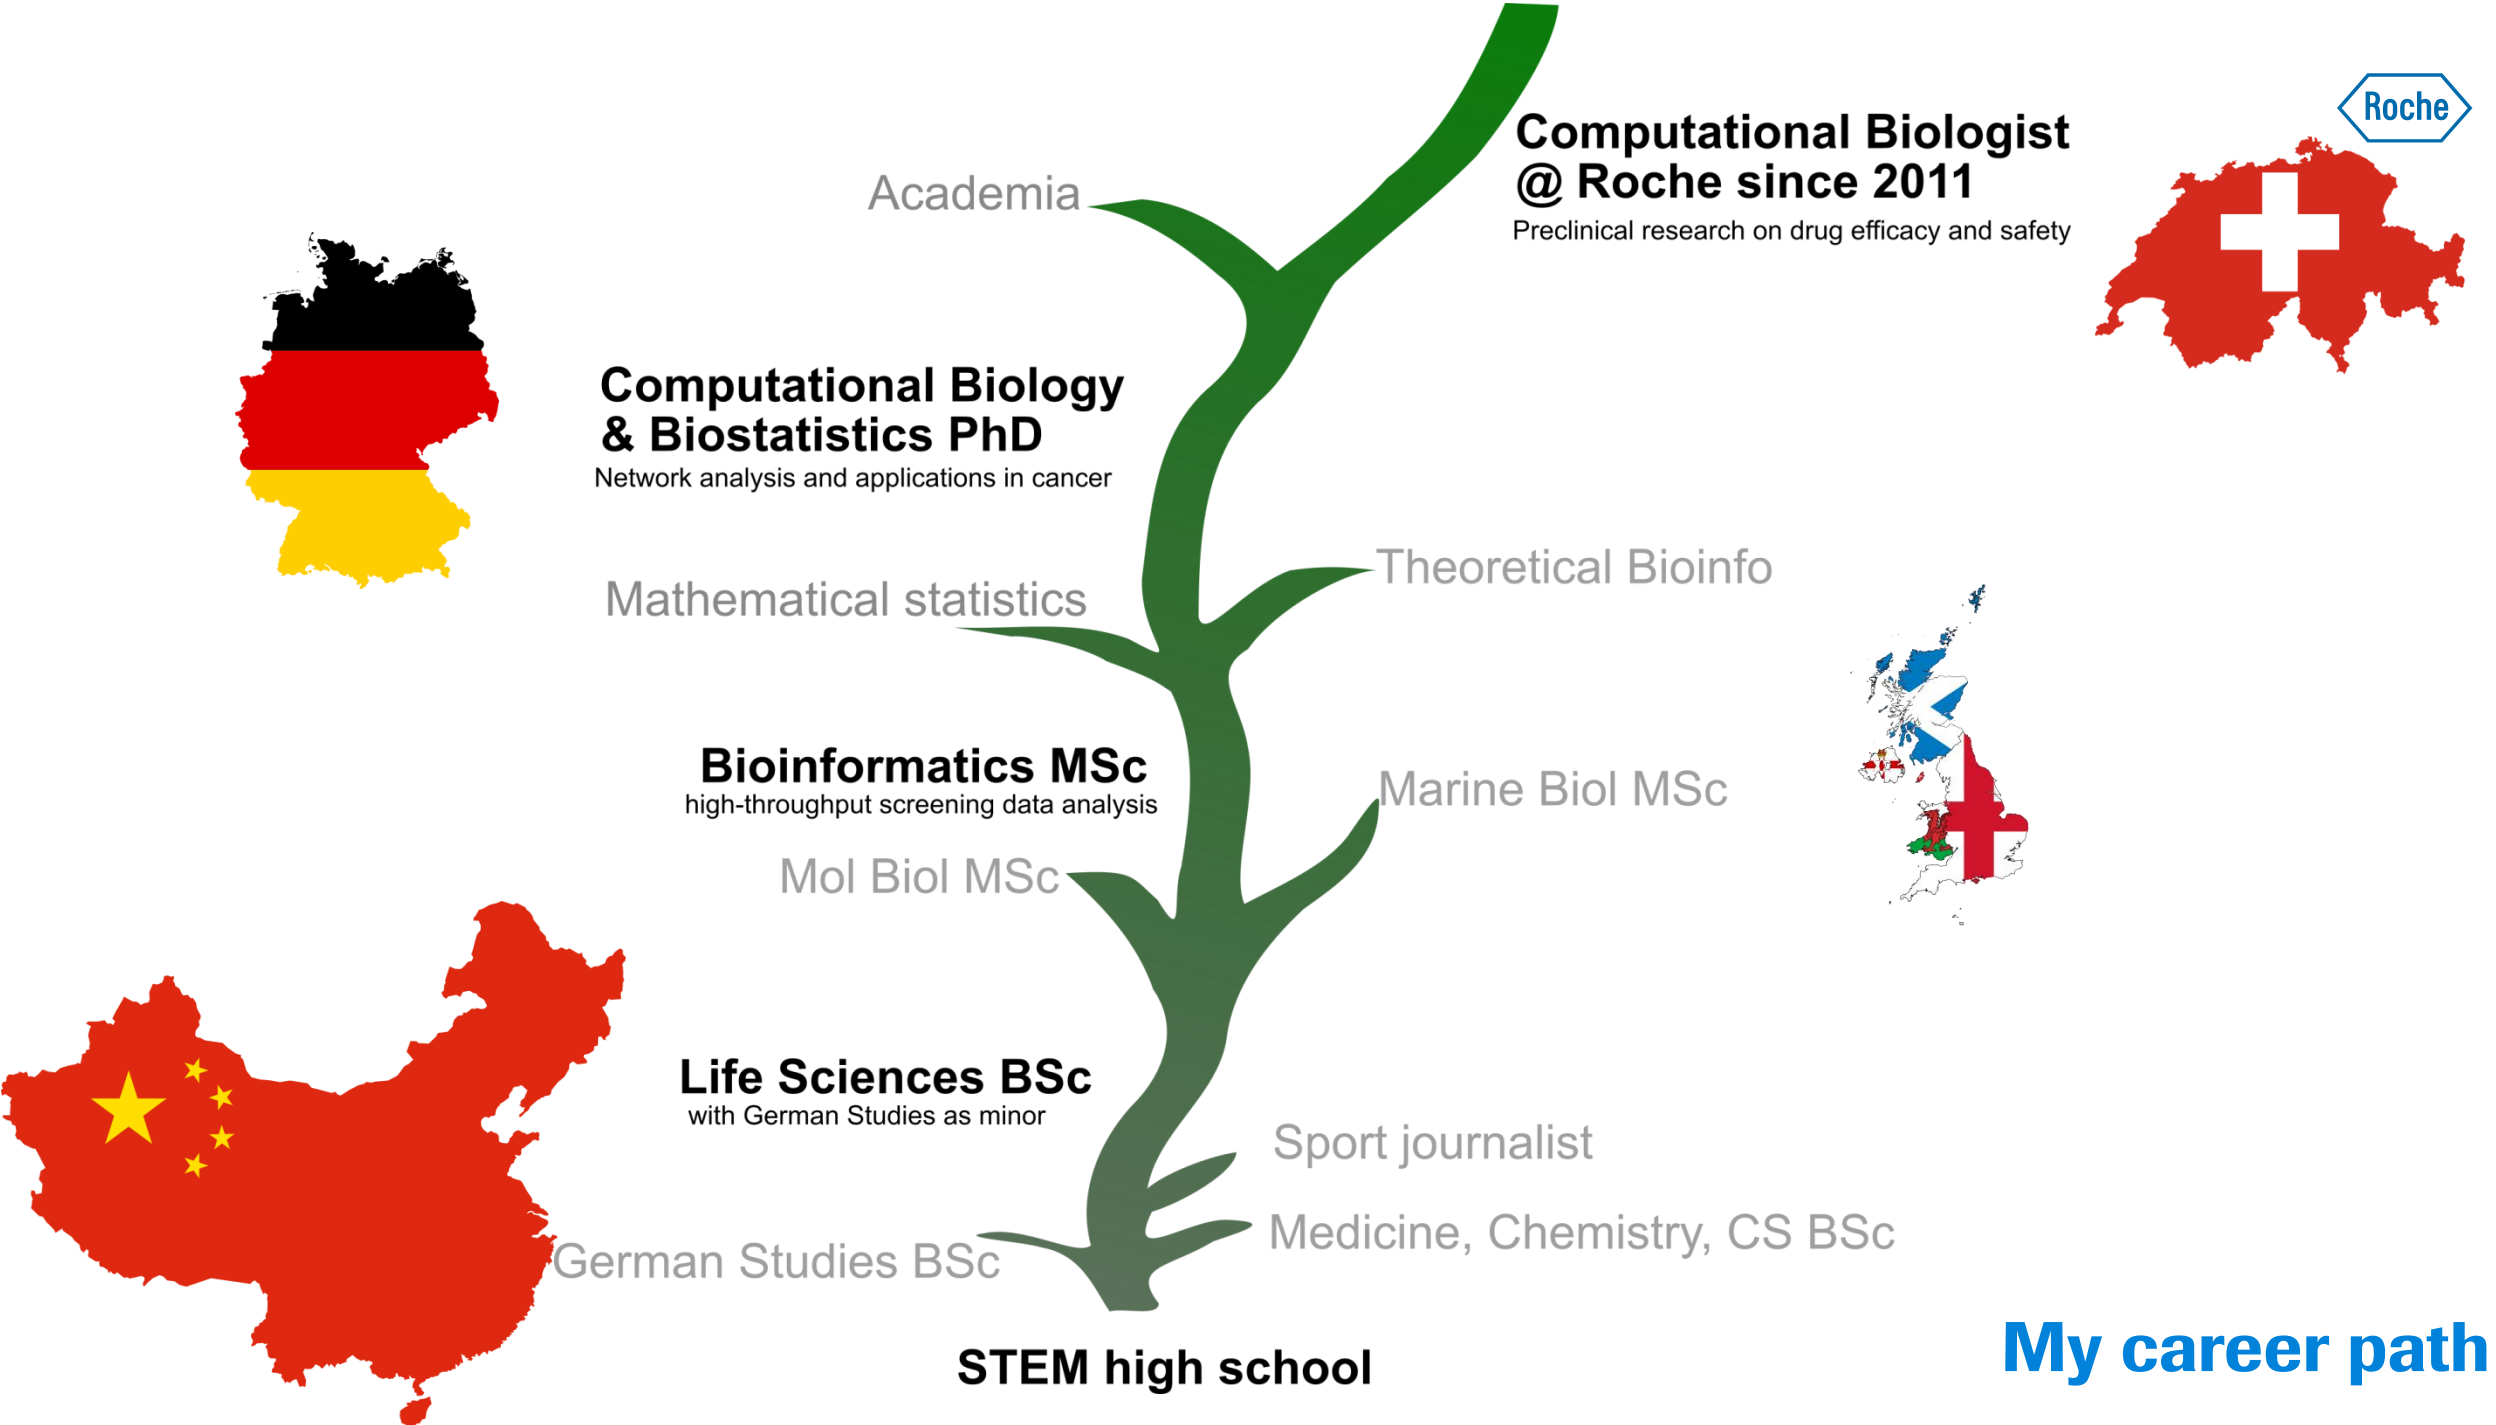 Roche
Computational Biologist
@ Roche since 2011
Preclinical research on drug efficacy and safety
Academia
Computational Biology
& Biostatistics PhD
Network analysis and applications in cancer
Theoretical Bioinfo
Mathematical statistics
Bioinformatics MSc
high-throughput screening data analysis
Marine Biol MSc
Mol Biol MSc
Life Sciences BSc
with German Studies as minor
Sport journalist
Medicine, Chemistry, CS BSc
German Studies BSc
STEM high school
My career path